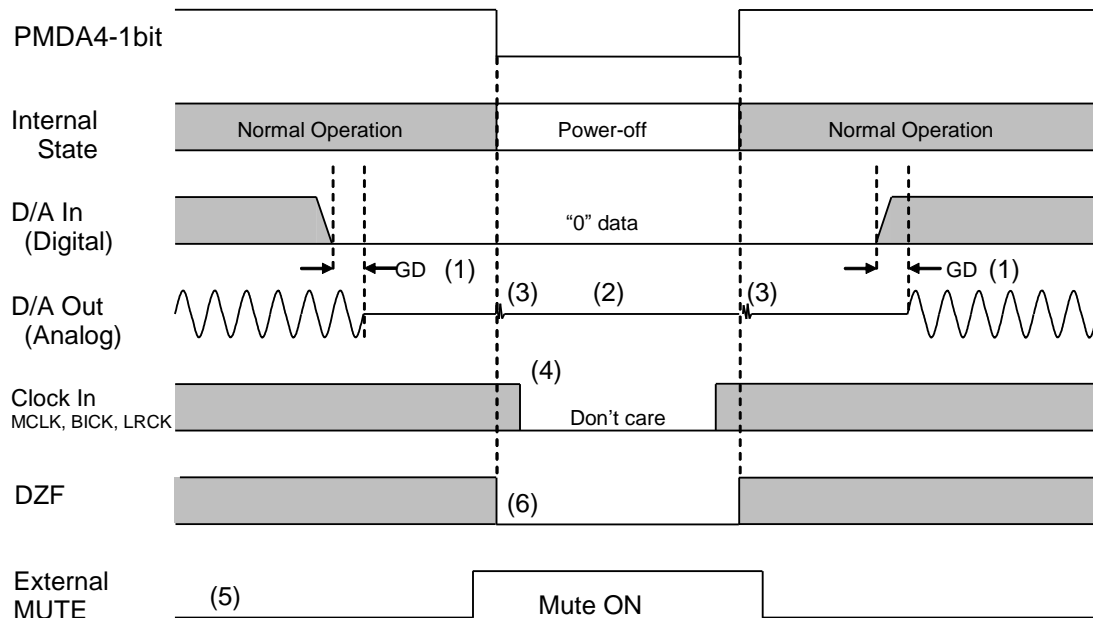 PMDA4-1bit
Internal
State
Normal Operation
Power-off
Normal Operation
D/A In
(Digital)
“0” data
GD (1)
GD (1)
D/A Out
(Analog)
(3)
(2)
(3)
Clock In
MCLK, BICK, LRCK
(4)
Don’t care
DZF
(6)
External
MUTE
(5)
Mute ON